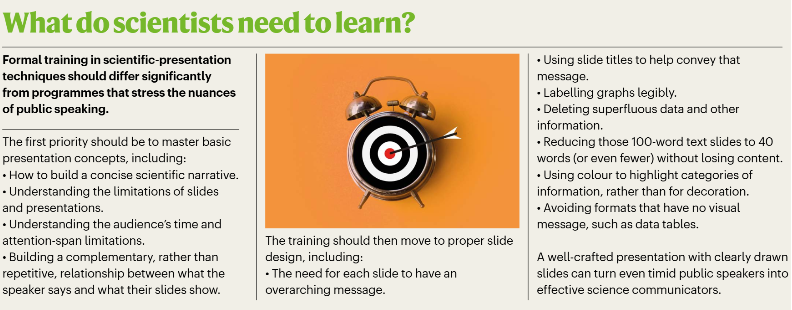 What do scientists need to learn?
Formal training in scientific-presentation
techniques should differ significantly
from programmes that stress the nuances
of public speaking.
The first priority should be to master basic
presentation concepts, including:
• How to build a concise scientific narrative.
• Understanding the limitations of slides
and presentations.
• Understanding the audience’s time and
attention-span limitations.
• Building a complementary, rather than
repetitive, relationship between what the
speaker says and what their slides show.
The training should then move to proper slide
design, including:
• The need for each slide to have an
overarching message.
• Using slide titles to help convey that
message.
• Labelling graphs legibly.
• Deleting superfluous data and other
information.
• Reducing those 100-word text slides to 40
words (or even fewer) without losing content.
• Using colour to highlight categories of
information, rather than for decoration.
• Avoiding formats that have no visual
message, such as data tables.
A well-crafted presentation with clearly drawn
slides can turn even timid public speakers into
effective science communicators.